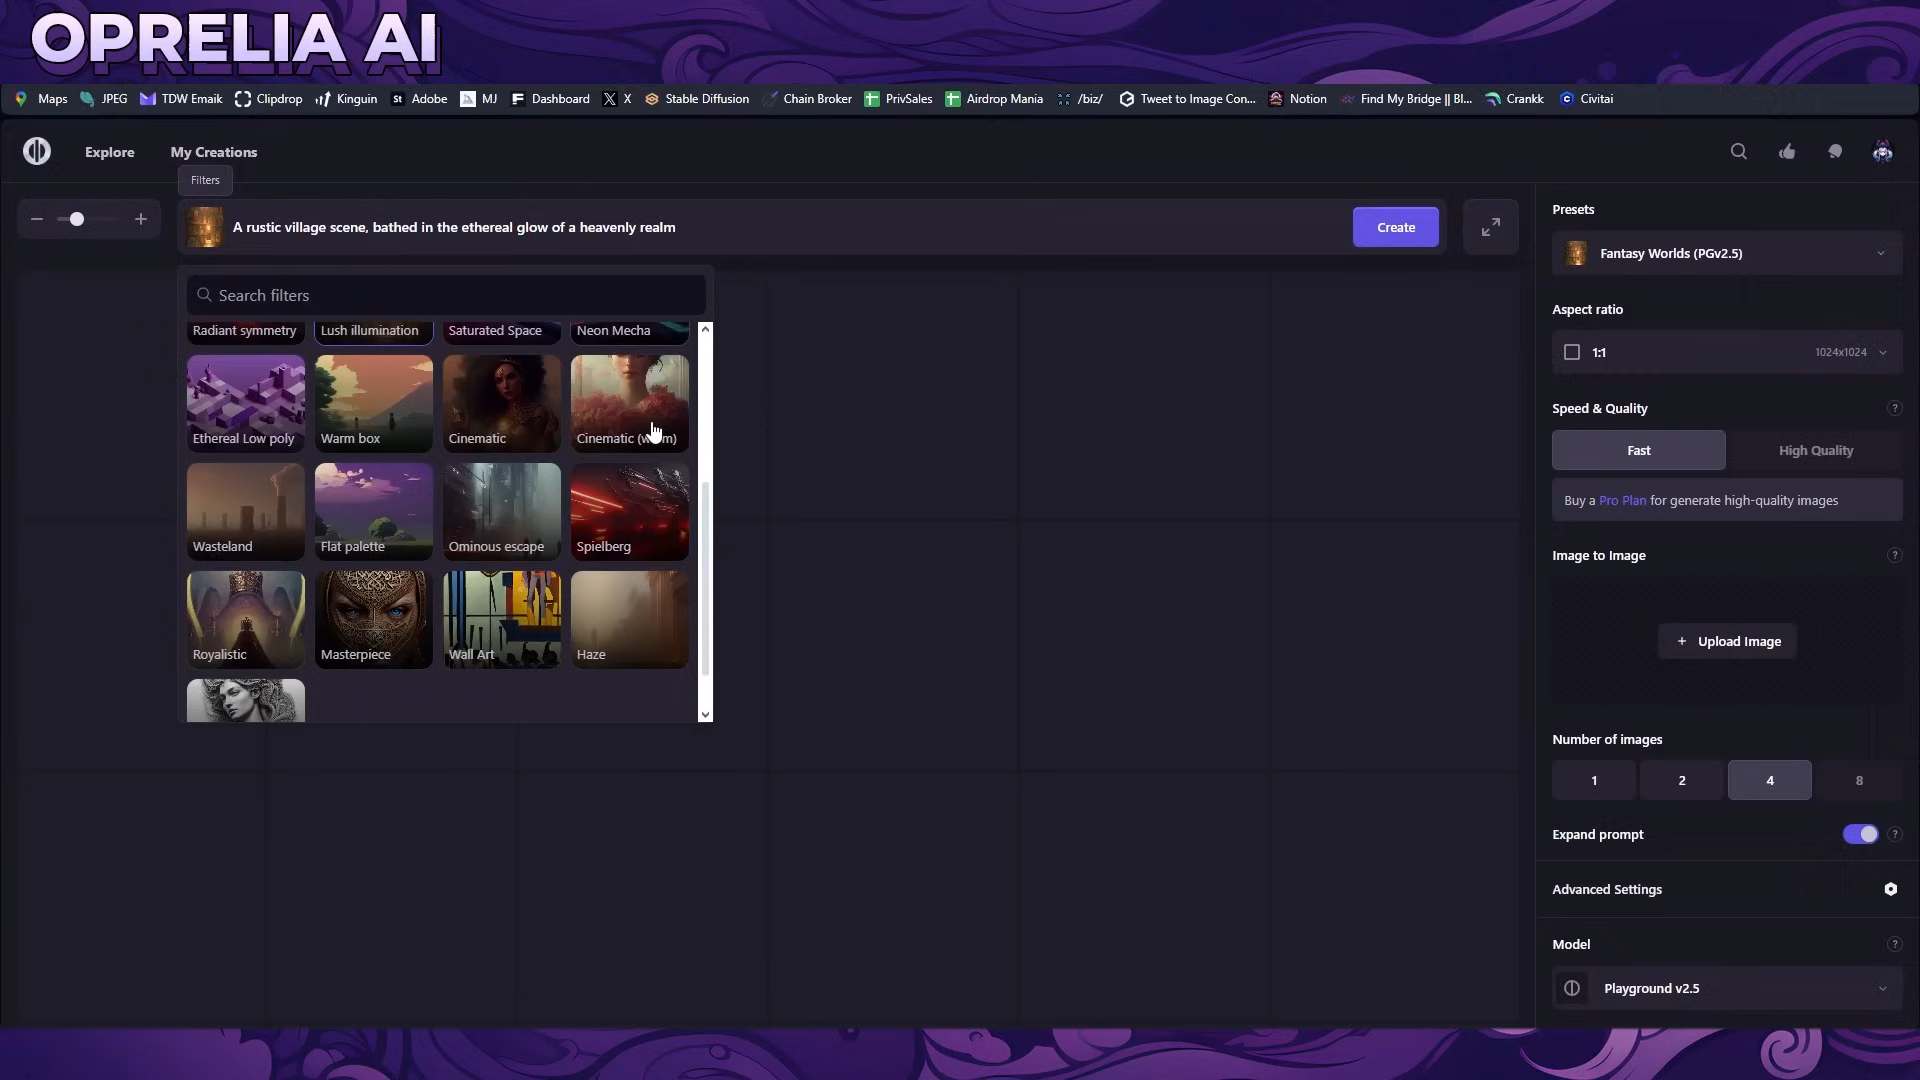 OPRELIA AI
Maps JPEG TDW Emaik Clipdrop Kinguin Adobe MJ Dashboard X Stable Diffusion Chain Broker PrivSales Airdrop Mania /biz/ Tweet to Image Con... Notion Find My Bridge || Bl... Crankk Civitai
Explore My Creations
Filters
A rustic village scene, bathed in the ethereal glow of a heavenly realm
Create
Search filters
Radiant symmetry Lush illumination Saturated Space Neon Mecha
Ethereal Low poly Warm box Cinematic Cinematic
Wasteland Flat palette Ominous escape Spielberg
Royalistic Masterpiece Wall Art Haze
Presets
Fantasy Worlds (PGv2.5)
Aspect ratio
1:1 1024x1024
Speed & Quality ?
Fast High Quality
Buy a Pro Plan for generate high-quality images
Image to Image ?
+ Upload Image
Number of images
1 2 4 8
Expand prompt ?
Advanced Settings
Model ?
Playground v2.5